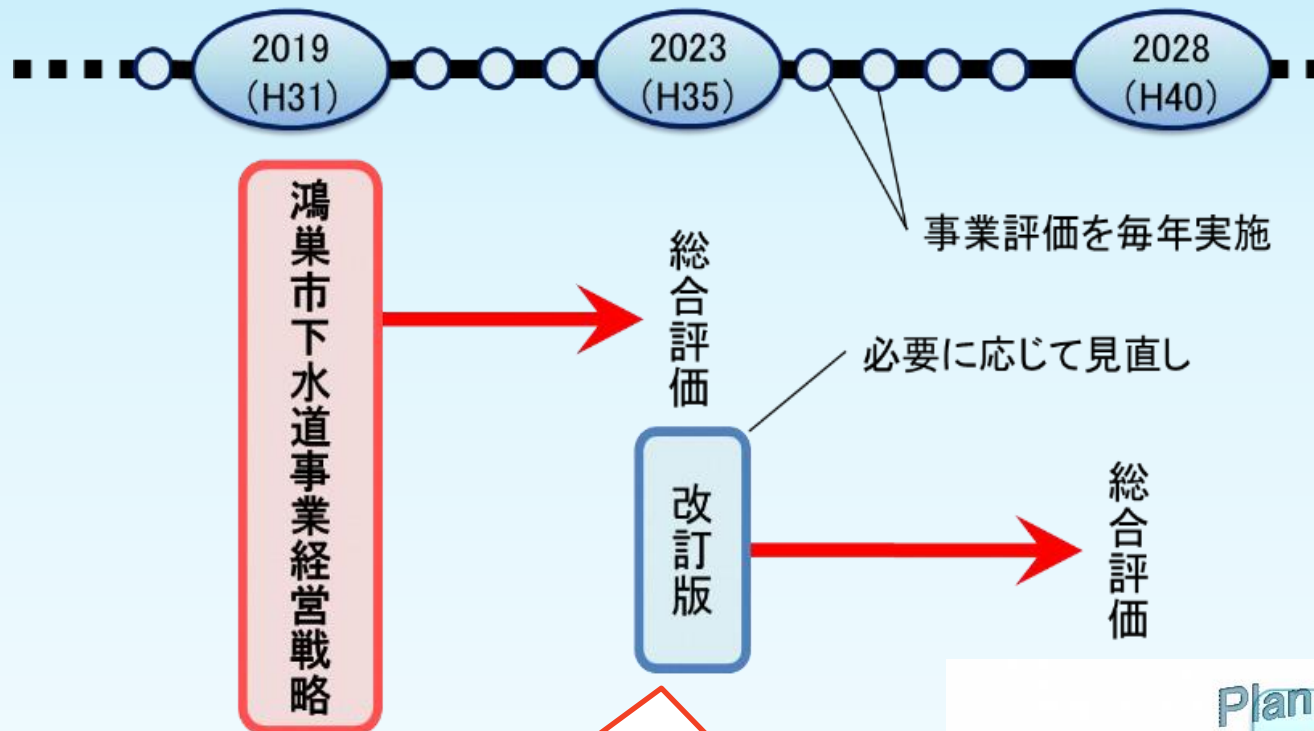 2019
(H31)
2023
(H35)
2028
(H40)
鴻巣市下水道事業経営戦略
総合評価
事業評価を毎年実施
必要に応じて見直し
改訂版
総合評価
Plan